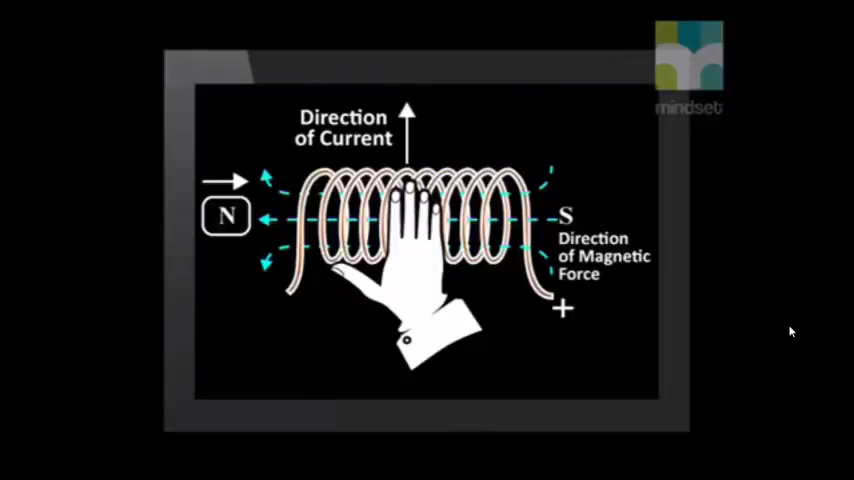 mindset
Direction
of Current
N
S
Direction
of Magnetic
Force
+